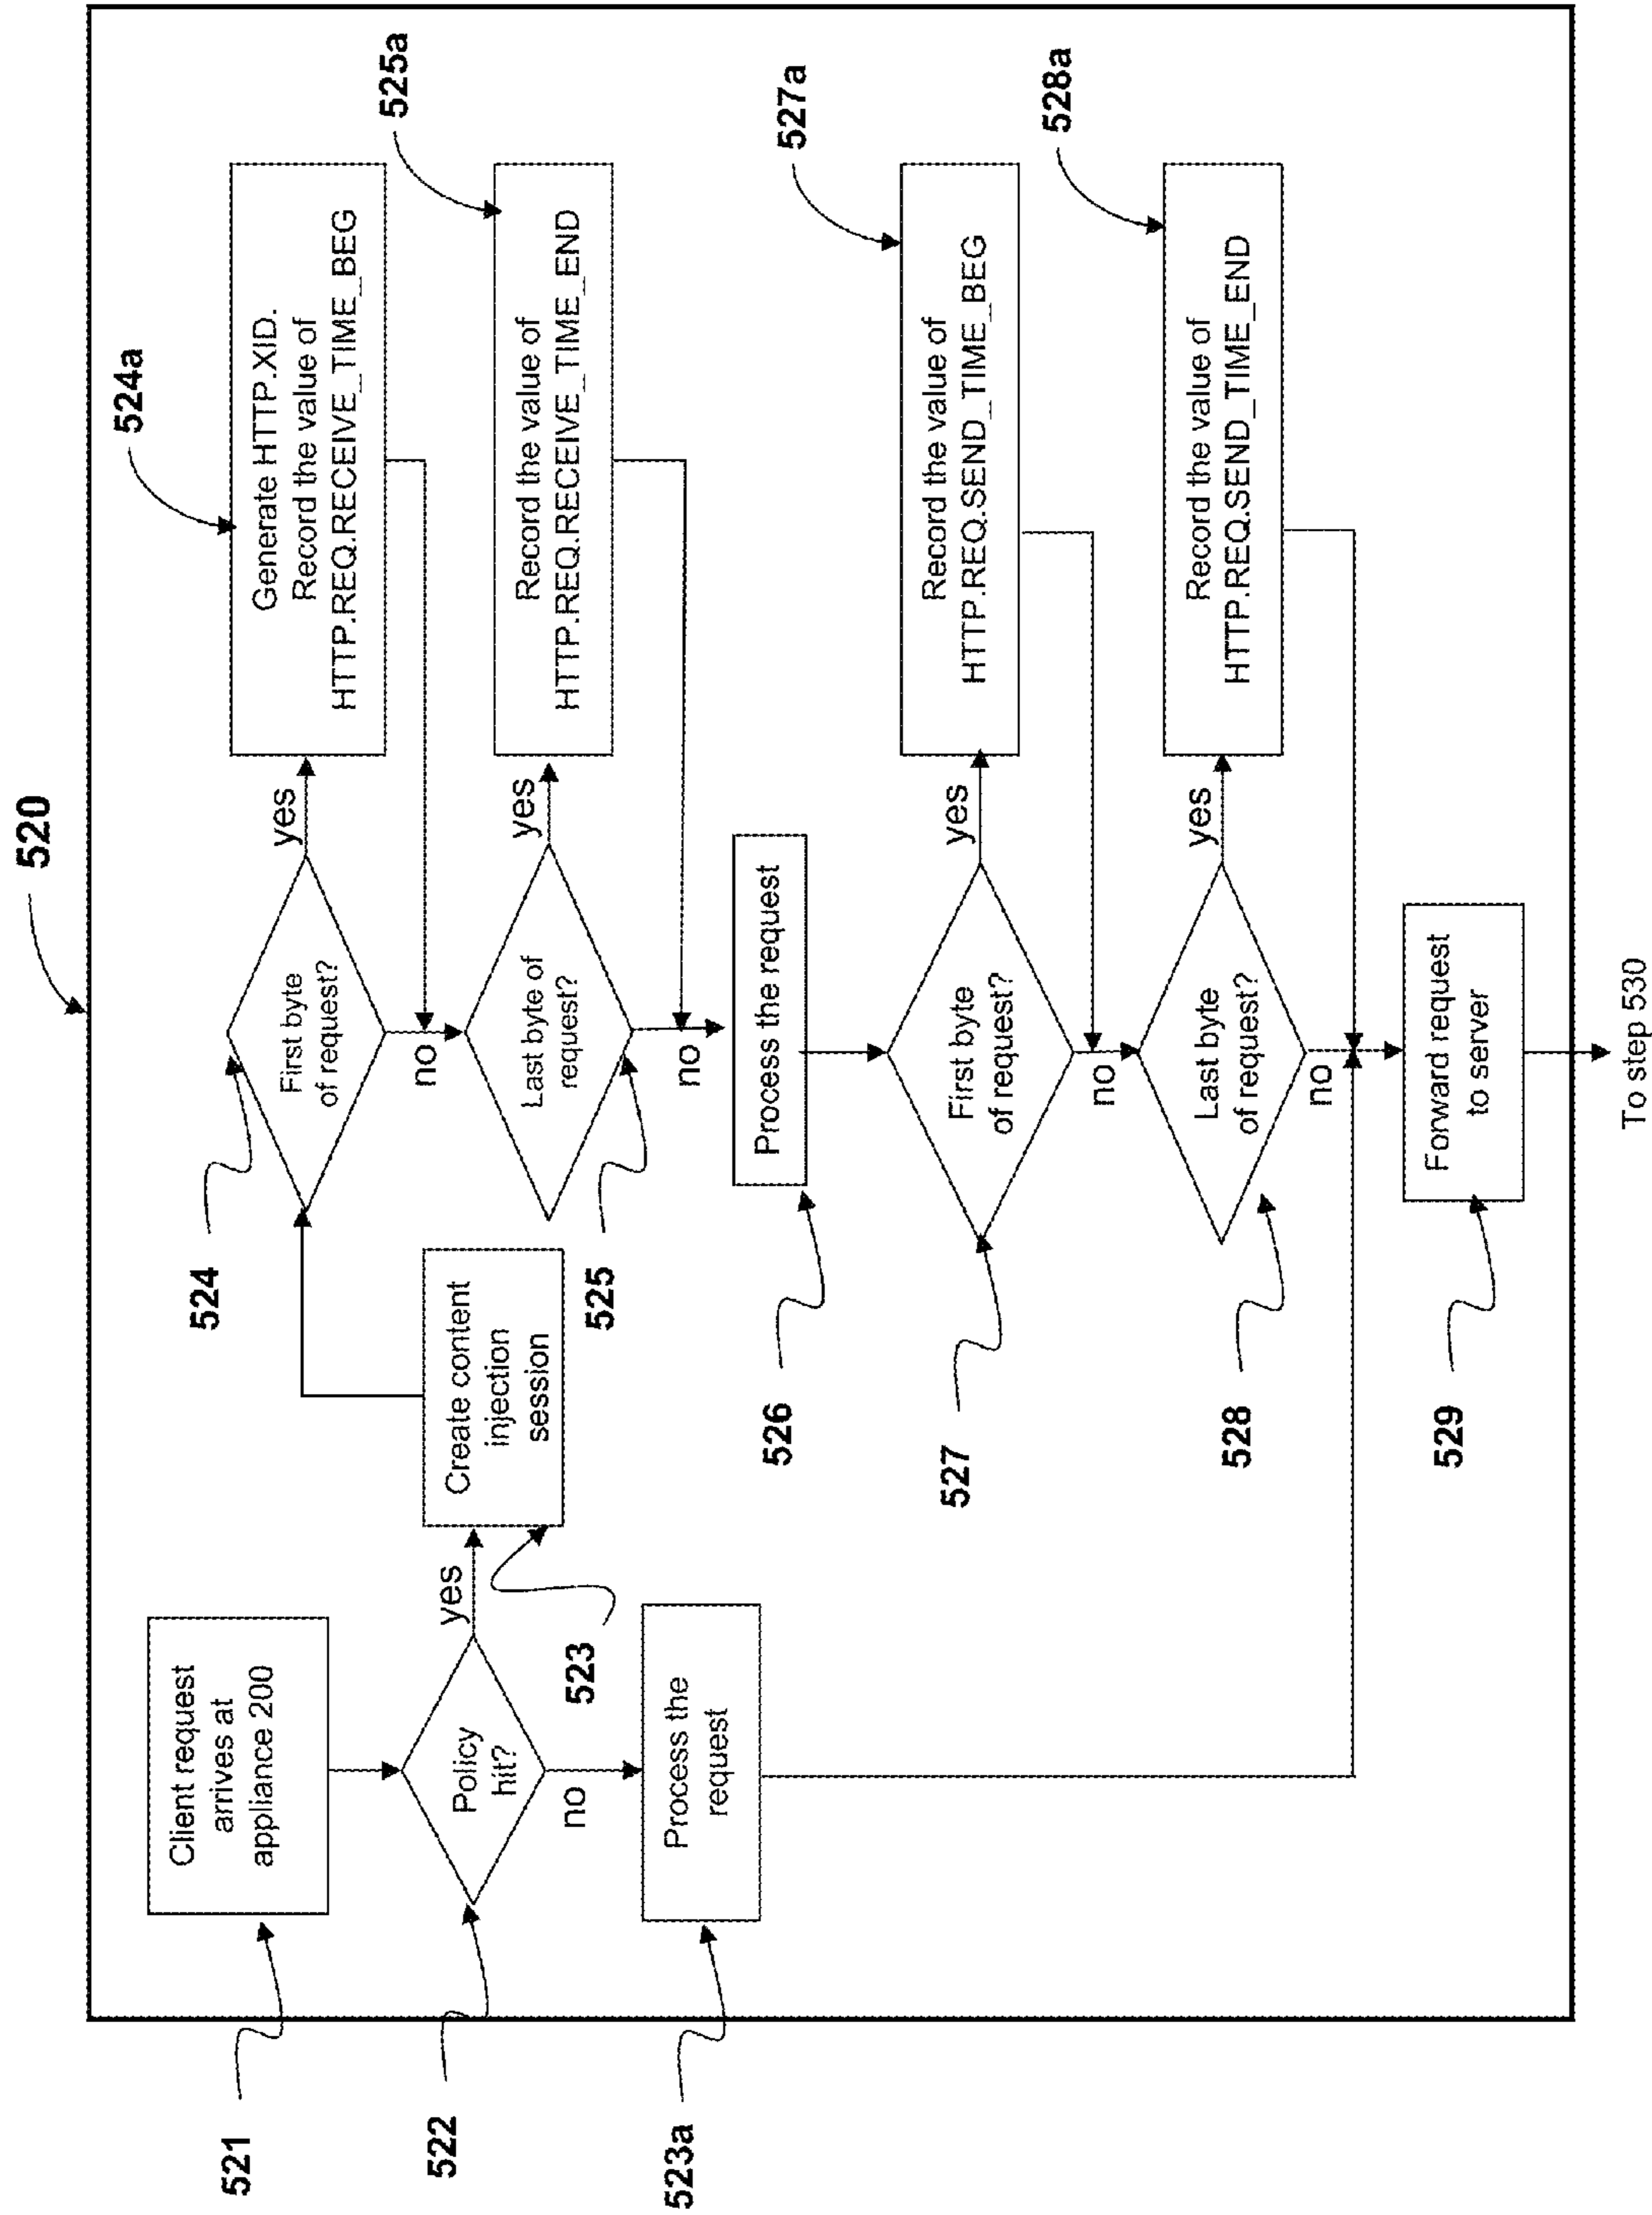 520
521
Client request
arrives at
appliance 200
522
Policy
hit?
yes
no
523
Create content
injection
session
523a
Process the
request
524
First byte
of request?
yes
no
524a
Generate HTTP.XID.
Record the value of
HTTP.REQ.RECEIVE_TIME_BEG
525
Last byte of
request?
yes
no
525a
Record the value of
HTTP.REQ.RECEIVE_TIME_END
526
Process the request
527
First byte
of request?
yes
no
527a
Record the value of
HTTP.REQ.SEND_TIME_BEG
528
Last byte
of request?
yes
no
528a
Record the value of
HTTP.REQ.SEND_TIME_END
529
Forward request
to server
To step 530